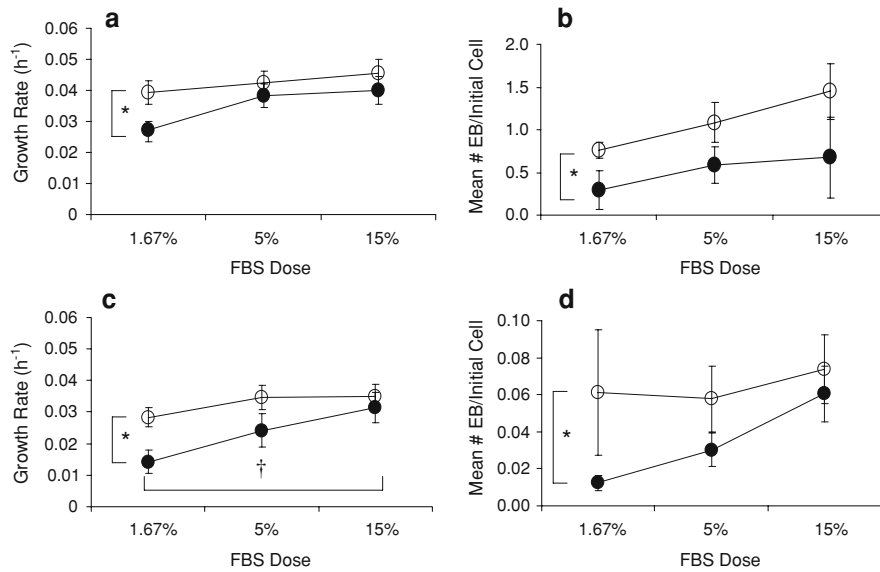 a
Growth Rate (h-1)
0.06
0.05
0.04
0.03
0.02
0.01
0
*
1.67% 5% 15%
FBS Dose
b
Mean # EB/Initial Cell
2.0
1.5
1.0
0.5
0.0
*
1.67% 5% 15%
FBS Dose
c
Growth Rate (h-1)
0.06
0.05
0.04
0.03
0.02
0.01
0
*
†
1.67% 5% 15%
FBS Dose
d
Mean # EB/Initial Cell
0.10
0.08
0.06
0.04
0.02
0.00
*
1.67% 5% 15%
FBS Dose